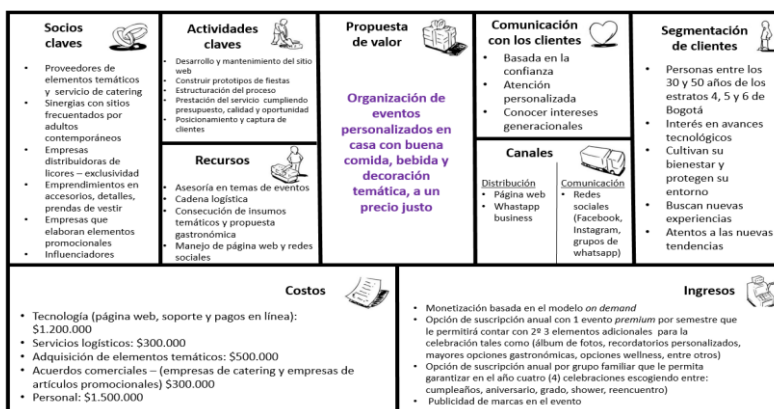 Socios
claves
• Proveedores de
elementos temáticos
y servicio de catering
• Sinergias con sitios
frecuentados por
adultos
contemporáneos
• Empresas
distribuidoras de
licores – exclusividad
• Emprendimientos en
accesorios, detalles,
prendas de vestir
• Empresas que
elaboran elementos
promocionales
• Influenciadores
Actividades
claves
• Desarrollo y mantenimiento del sitio
web
• Construir prototipos de fiestas
• Estructuración del proceso
• Prestación del servicio cumpliendo
presupuesto, calidad y oportunidad
• Posicionamiento y captura de
clientes
Recursos
• Asesoría en temas de eventos
• Cadena logística
• Consecución de insumos
temáticos y propuesta
gastronómica
• Manejo de página web y redes
sociales
Propuesta
de valor
Organización de
eventos
personalizados en
casa con buena
comida, bebida y
decoración
temática, a un
precio justo
Comunicación
con los clientes
• Basada en la
confianza
• Atención
personalizada
• Conocer intereses
generacionales
Canales
Distribución
• Página web
• Whastapp
business
Comunicación
• Redes
sociales
(Facebook,
Instagram,
grupos de
whatsapp)
Segmentación
de clientes
• Personas entre los
30 y 50 años de los
estratos 4, 5 y 6 de
Bogotá
• Interés en avances
tecnológicos
• Cultivan su
bienestar y
protegen su
entorno
• Buscan nuevas
experiencias
• Atentos a las nuevas
tendencias
Costos
• Tecnología (página web, soporte y pagos en línea):
$1.200.000
• Servicios logísticos: $300.000
• Adquisición de elementos temáticos: $500.000
• Acuerdos comerciales – (empresas de catering y empresas de
artículos promocionales) $300.000
• Personal: $1.500.000
Ingresos
• Monetización basada en el modelo on demand
• Opción de suscripción anual con 1 evento premium por semestre que
le permitirá contar con 2º 3 elementos adicionales para la
celebración tales como (álbum de fotos, recordatorios personalizados,
mayores opciones gastronómicas, opciones wellness, entre otros)
• Opción de suscripción anual por grupo familiar que le permita
garantizar en el año cuatro (4) celebraciones escogiendo entre:
cumpleaños, aniversario, grado, shower, reencuentro)
• Publicidad de marcas en el evento